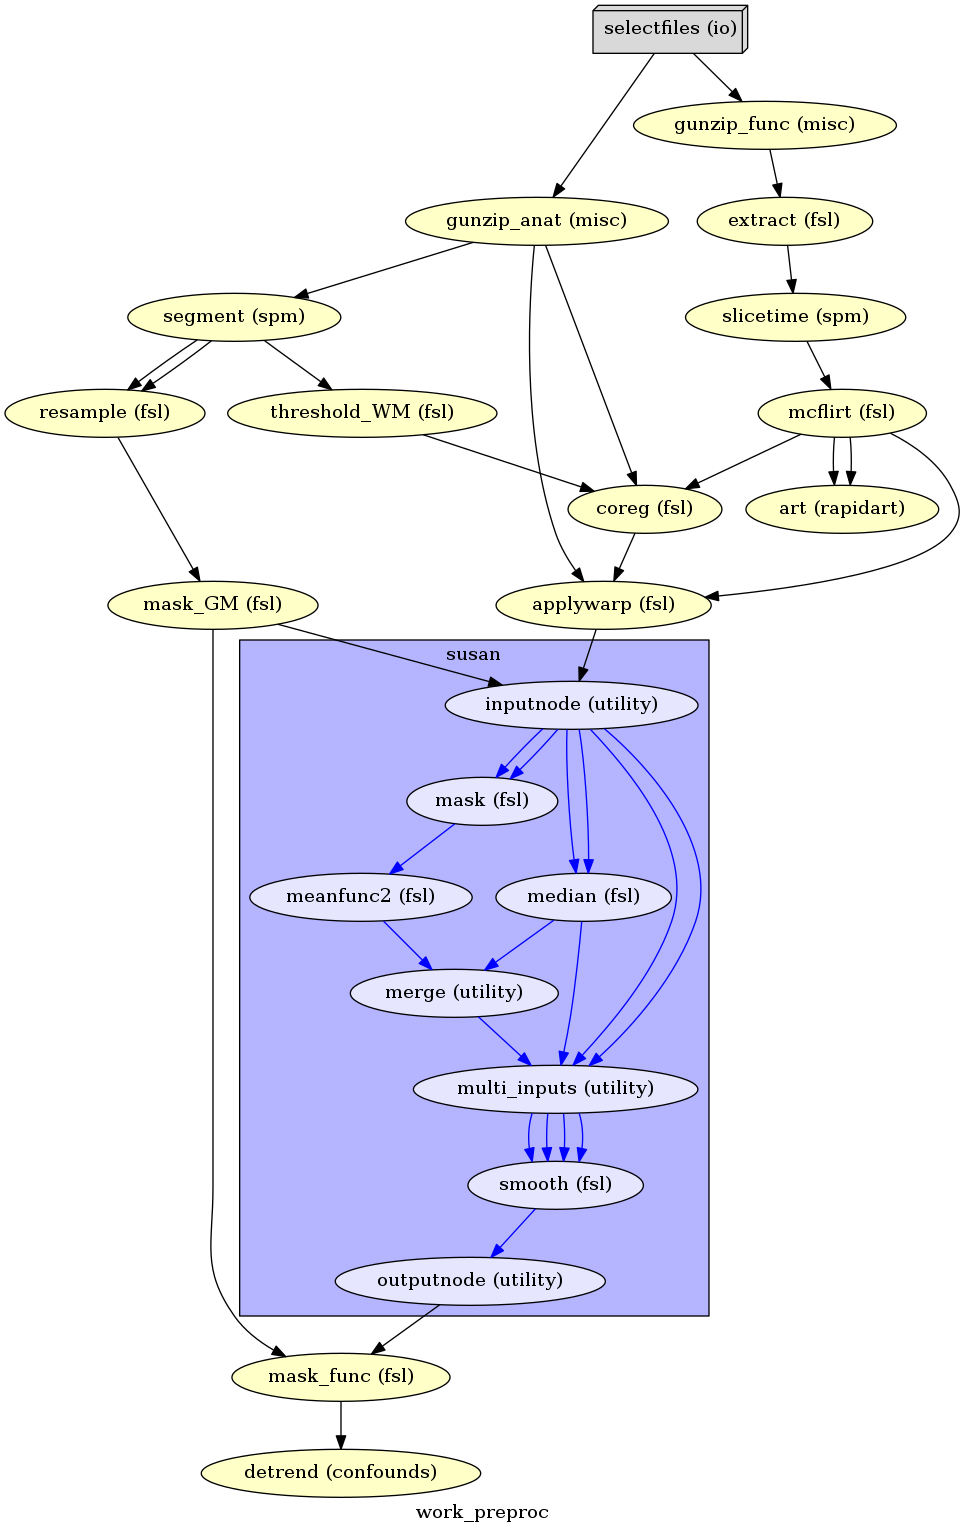 selectfiles (io)
gunzip_func (misc)
gunzip_anat (misc)
extract (fsl)
segment (spm)
slicetime (spm)
resample (fsl)
threshold_WM (fsl)
mcflirt (fsl)
coreg (fsl)
art (rapidart)
mask_GM (fsl)
applywarp (fsl)
susan
inputnode (utility)
mask (fsl)
meanfunc2 (fsl)
median (fsl)
merge (utility)
multi_inputs (utility)
smooth (fsl)
outputnode (utility)
mask_func (fsl)
detrend (confounds)
work_preproc